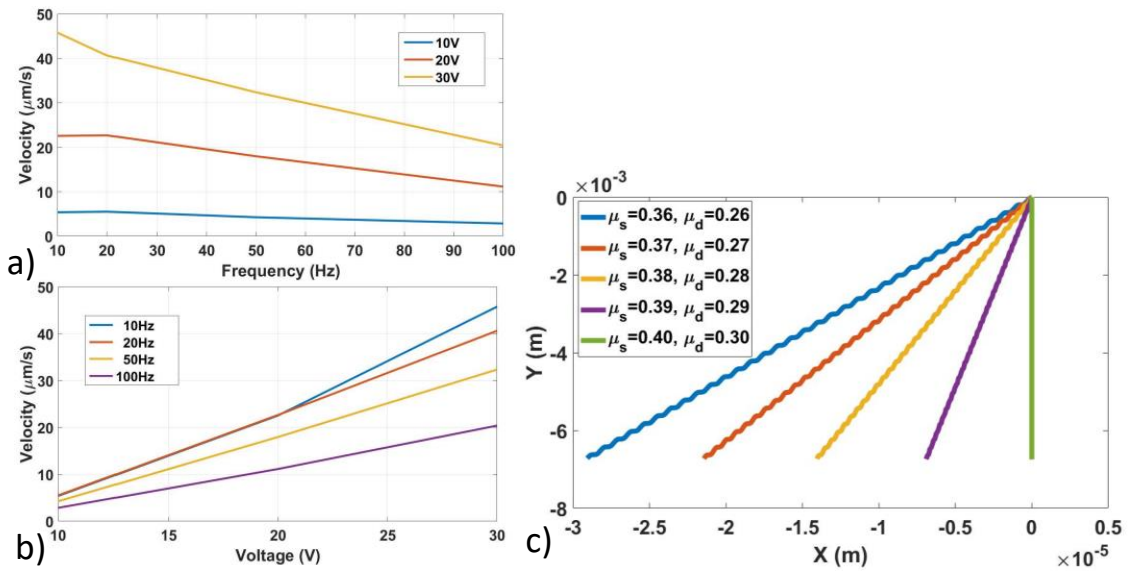 50
40
30
20
10
0
Velocity (μm/s)
10V
20V
30V
10 20 30 40 50 60 70 80 90 100
Frequency (Hz)
a)
50
40
30
20
10
0
Velocity (μm/s)
10Hz
20Hz
50Hz
100Hz
10 15 20 25 30
Voltage (V)
b)
×10⁻³
0
-2
-4
-6
-8
Y (m)
μs=0.36, μd=0.26
μs=0.37, μd=0.27
μs=0.38, μd=0.28
μs=0.39, μd=0.29
μs=0.40, μd=0.30
-3 -2.5 -2 -1.5 -1 -0.5 0 0.5
X (m)
×10⁻⁵
c)